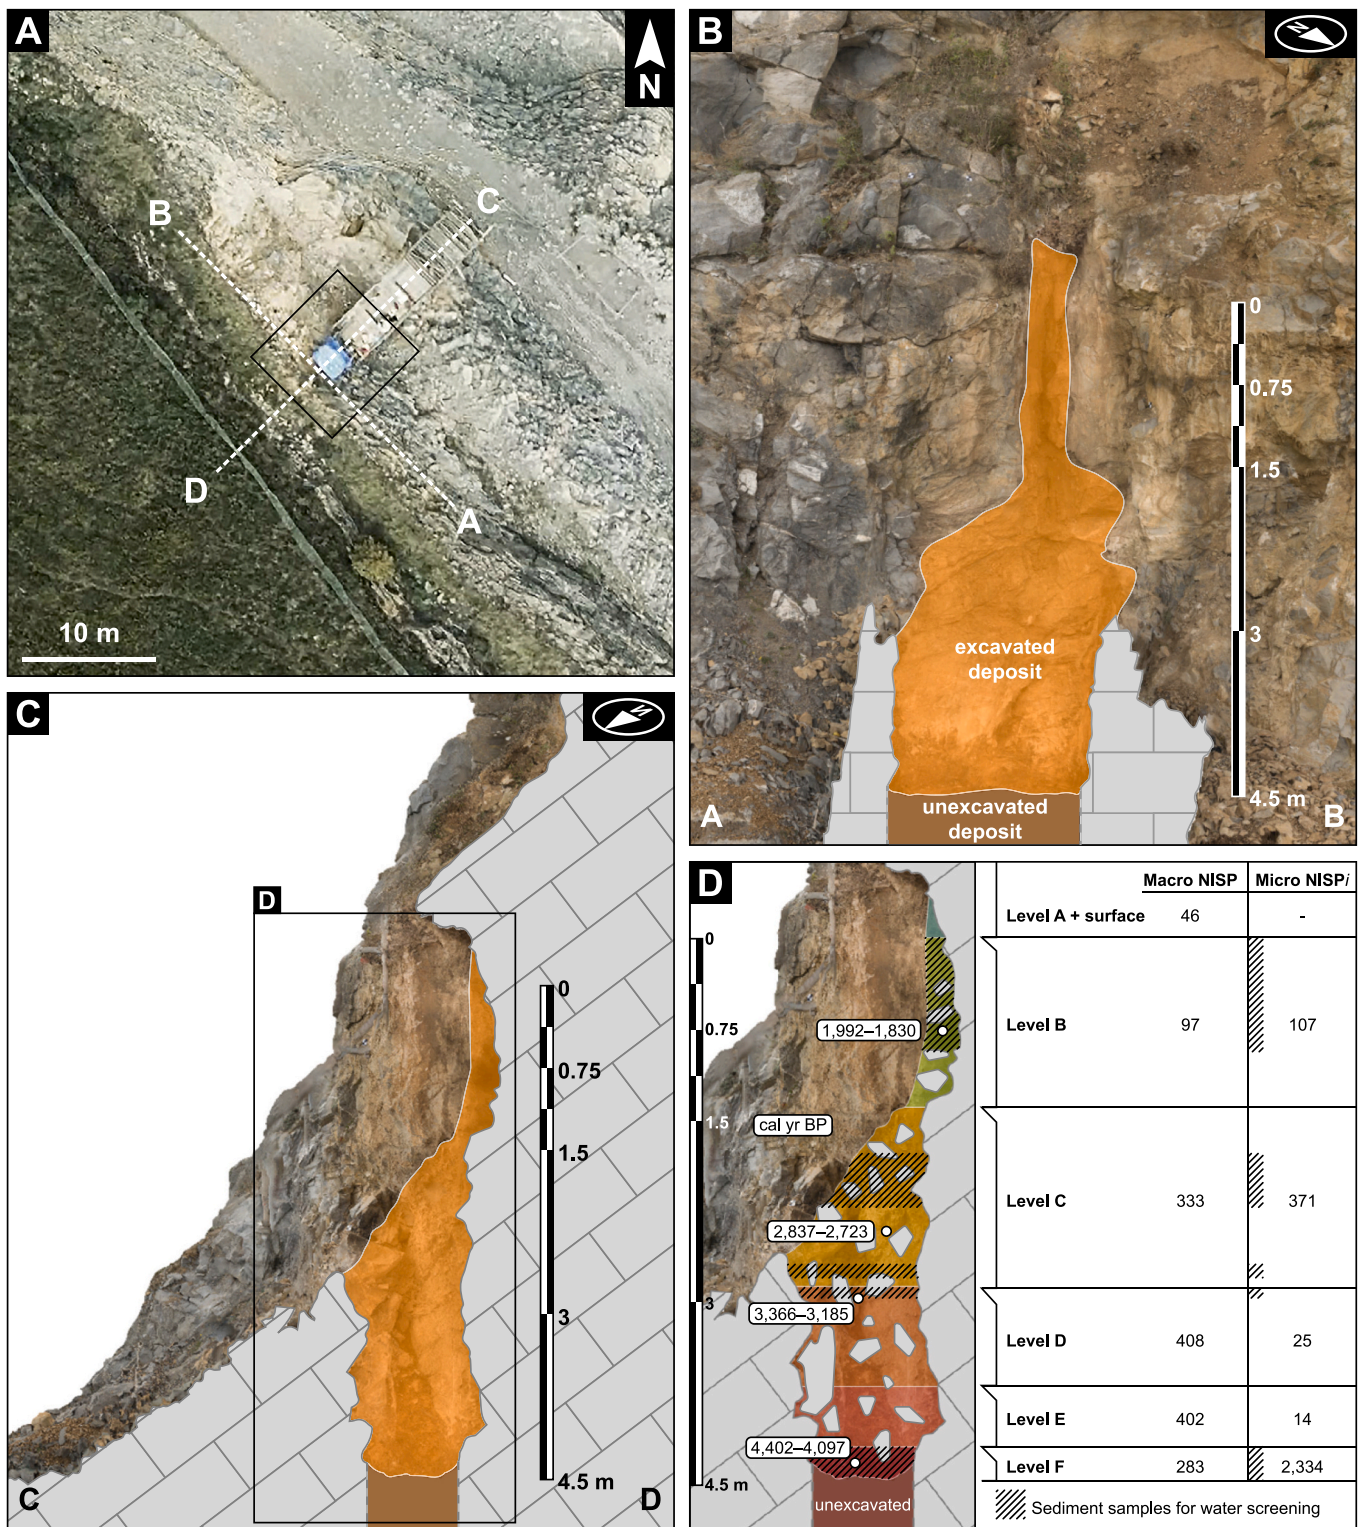 A
N
B
C
D
A
10 m
B
N
0
0.75
1.5
3
4.5 m
excavated
deposit
unexcavated
deposit
A
B
C
N
D
0
0.75
1.5
3
4.5 m
C
D
D
0
0.75
1.5
3
4.5 m
1,992–1,830
cal yr BP
2,837–2,723
3,366–3,185
4,402–4,097
unexcavated
Macro NISP Micro NISPi
Level A + surface 46 -
Level B 97 107
Level C 333 371
Level D 408 25
Level E 402 14
Level F 283 2,334
Sediment samples for water screening